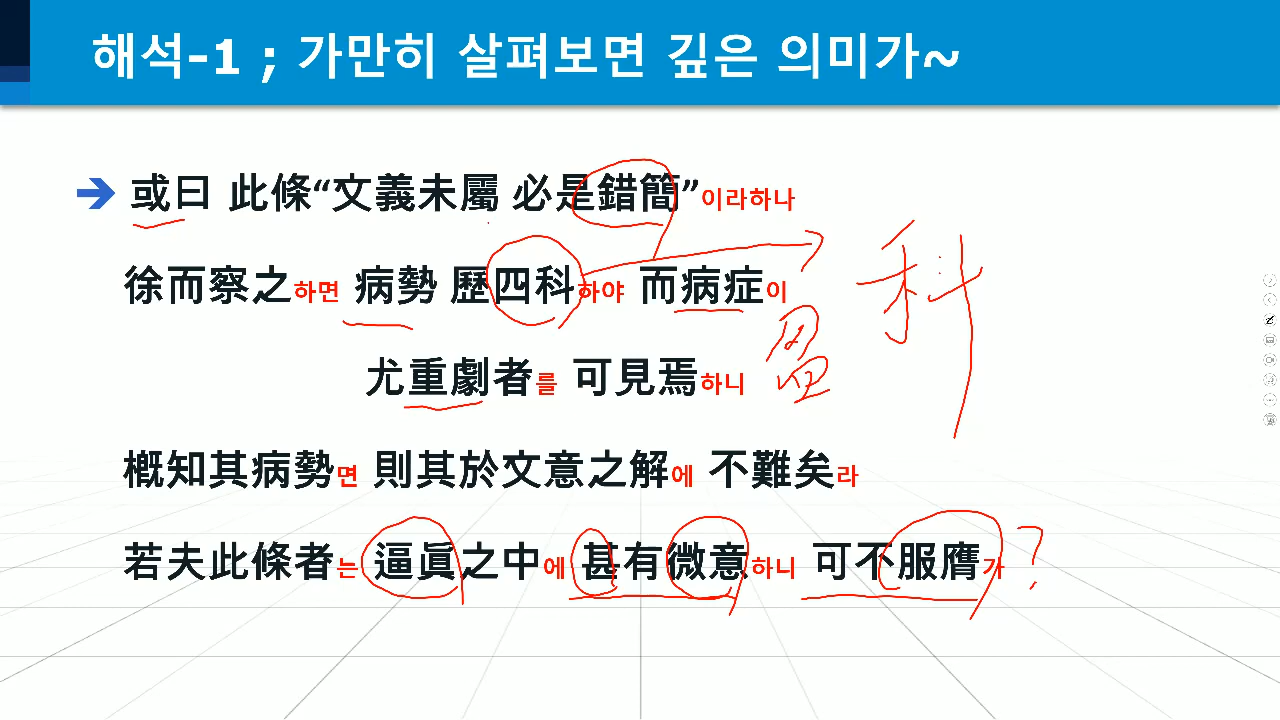 해석-1 ; 가만히 살펴보면 깊은 의미가~
或曰 此條“文義未屬 必是錯簡”이라하나
徐而察之하면 病勢 歷四科하야 而病症이
科
尤重劇者를 可見焉하니
盈
槪知其病勢면 則其於文意之解에 不難矣라
若夫此條者는 逼眞之中에 甚有微意하니 可不服膺가?